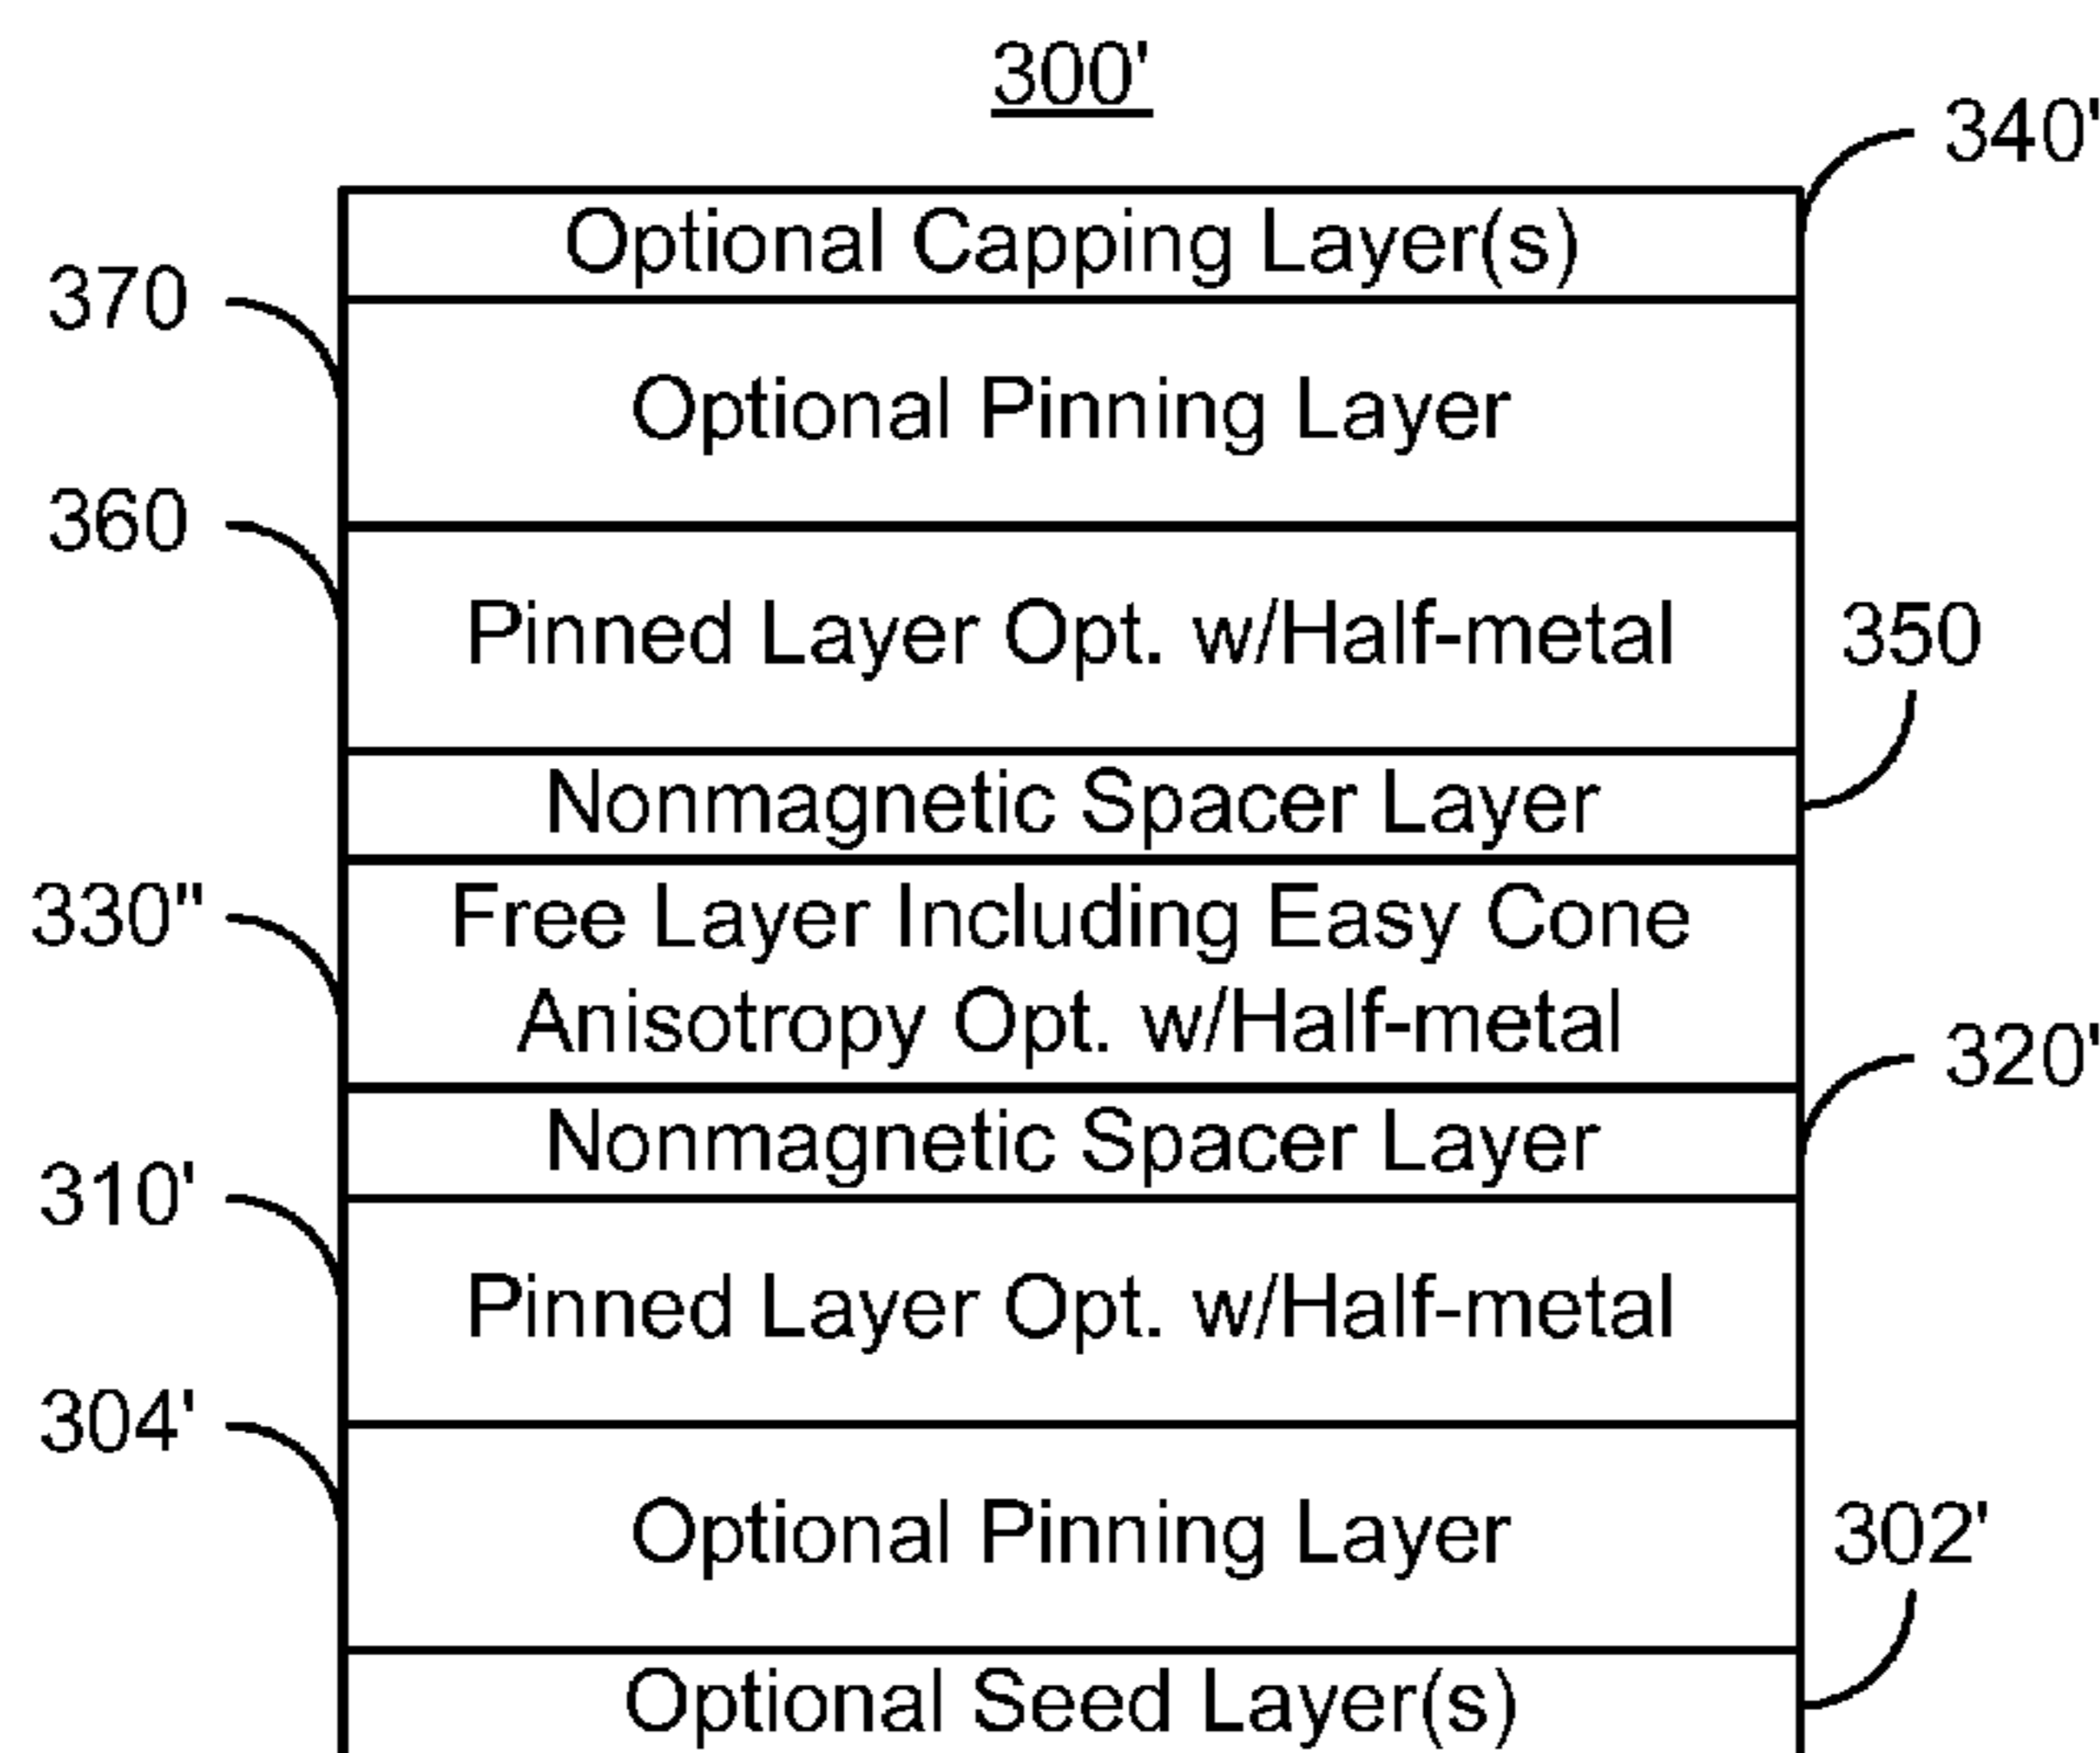 300'
340'
Optional Capping Layer(s)
370
Optional Pinning Layer
360
Pinned Layer Opt. w/Half-metal
350
Nonmagnetic Spacer Layer
330"
Free Layer Including Easy Cone
Anisotropy Opt. w/Half-metal
320'
Nonmagnetic Spacer Layer
310'
Pinned Layer Opt. w/Half-metal
304'
Optional Pinning Layer
302'
Optional Seed Layer(s)